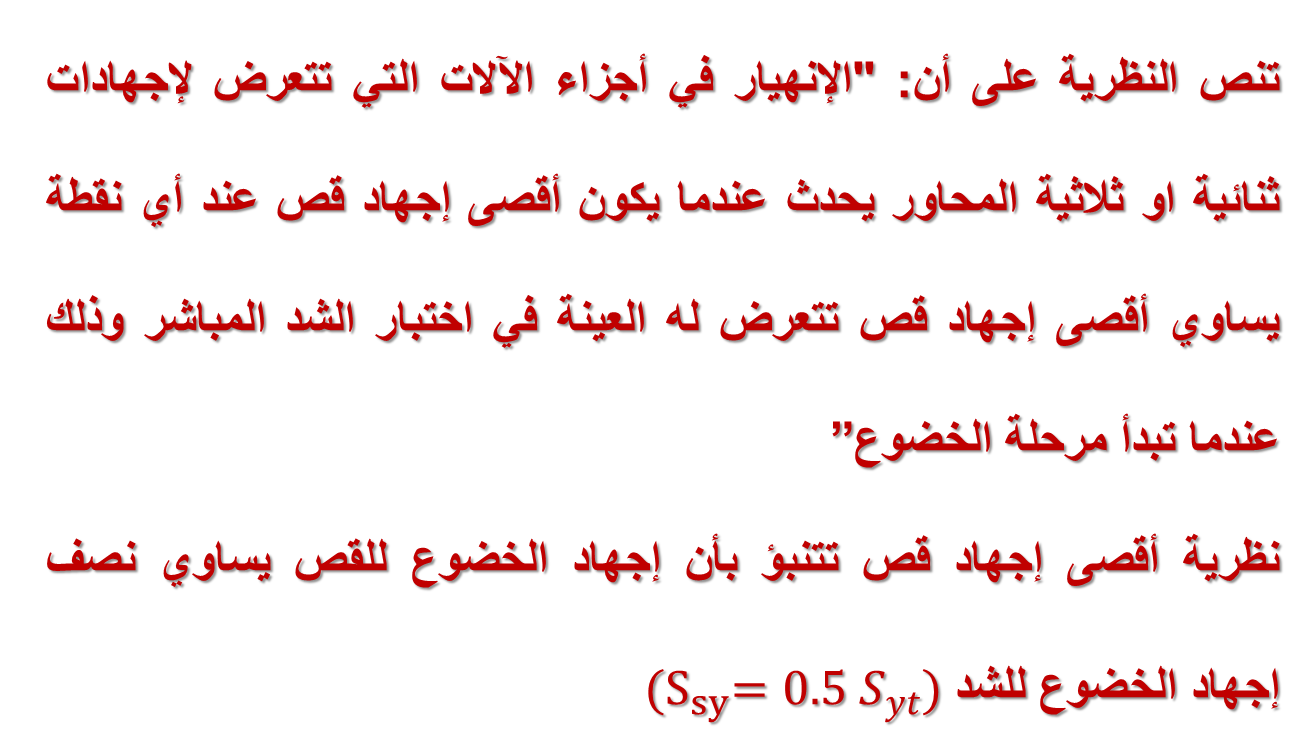 تنص النظرية على أن: "الإنهيار في أجزاء الآلات التي تتعرض لإجهادات
ثنائية او ثلاثية المحاور يحدث عندما يكون أقصى إجهاد قص عند أي نقطة
يساوي أقصى إجهاد قص تتعرض له العينة في اختبار الشد المباشر وذلك
عندما تبدأ مرحلة الخضوع”
نظرية أقصى إجهاد قص تتنبؤ بأن إجهاد الخضوع للقص يساوي نصف
إجهاد الخضوع للشد (S_sy = 0.5 S_yt)